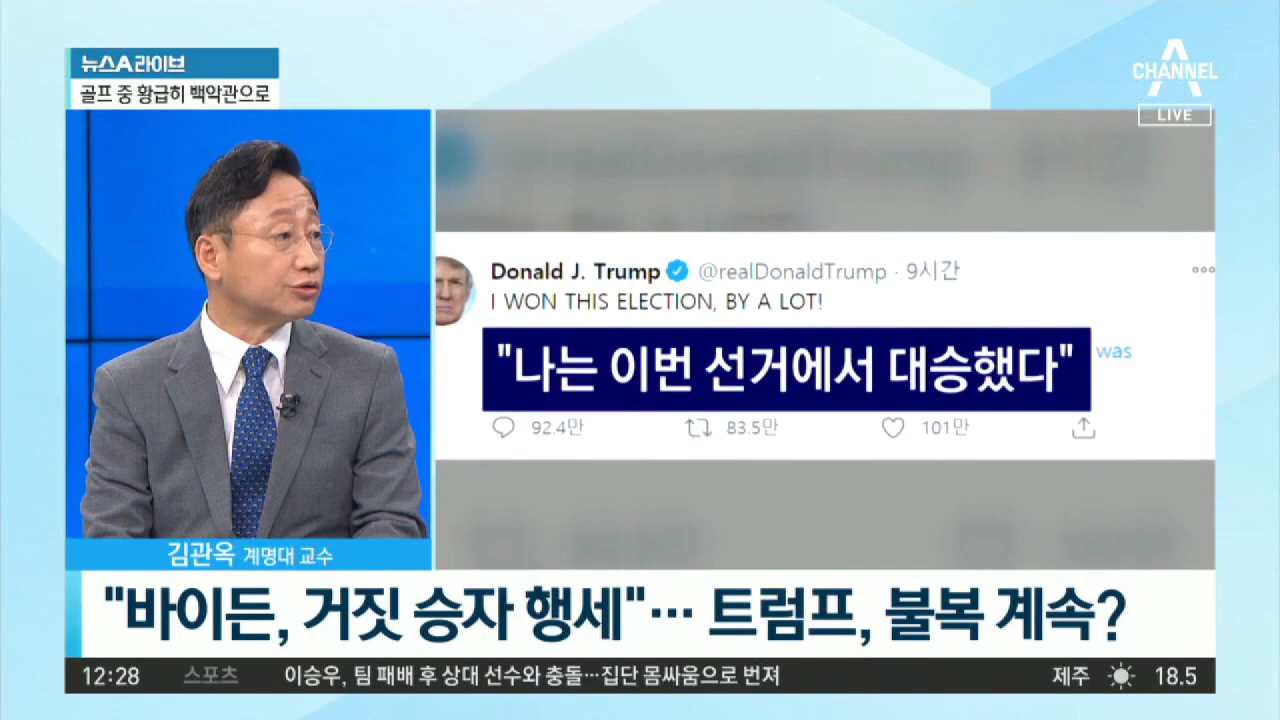 뉴스A 라이브
골프 중 황급히 백악관으로
CHANNEL A
LIVE
Donald J. Trump @realDonaldTrump · 9시간
I WON THIS ELECTION, BY A LOT!
"나는 이번 선거에서 대승했다"
was
92.4만 83.5만 101만
김관옥 계명대 교수
"바이든, 거짓 승자 행세"… 트럼프, 불복 계속?
12:28 스포츠 이승우, 팀 패배 후 상대 선수와 충돌…집단 몸싸움으로 번져 제주 18.5